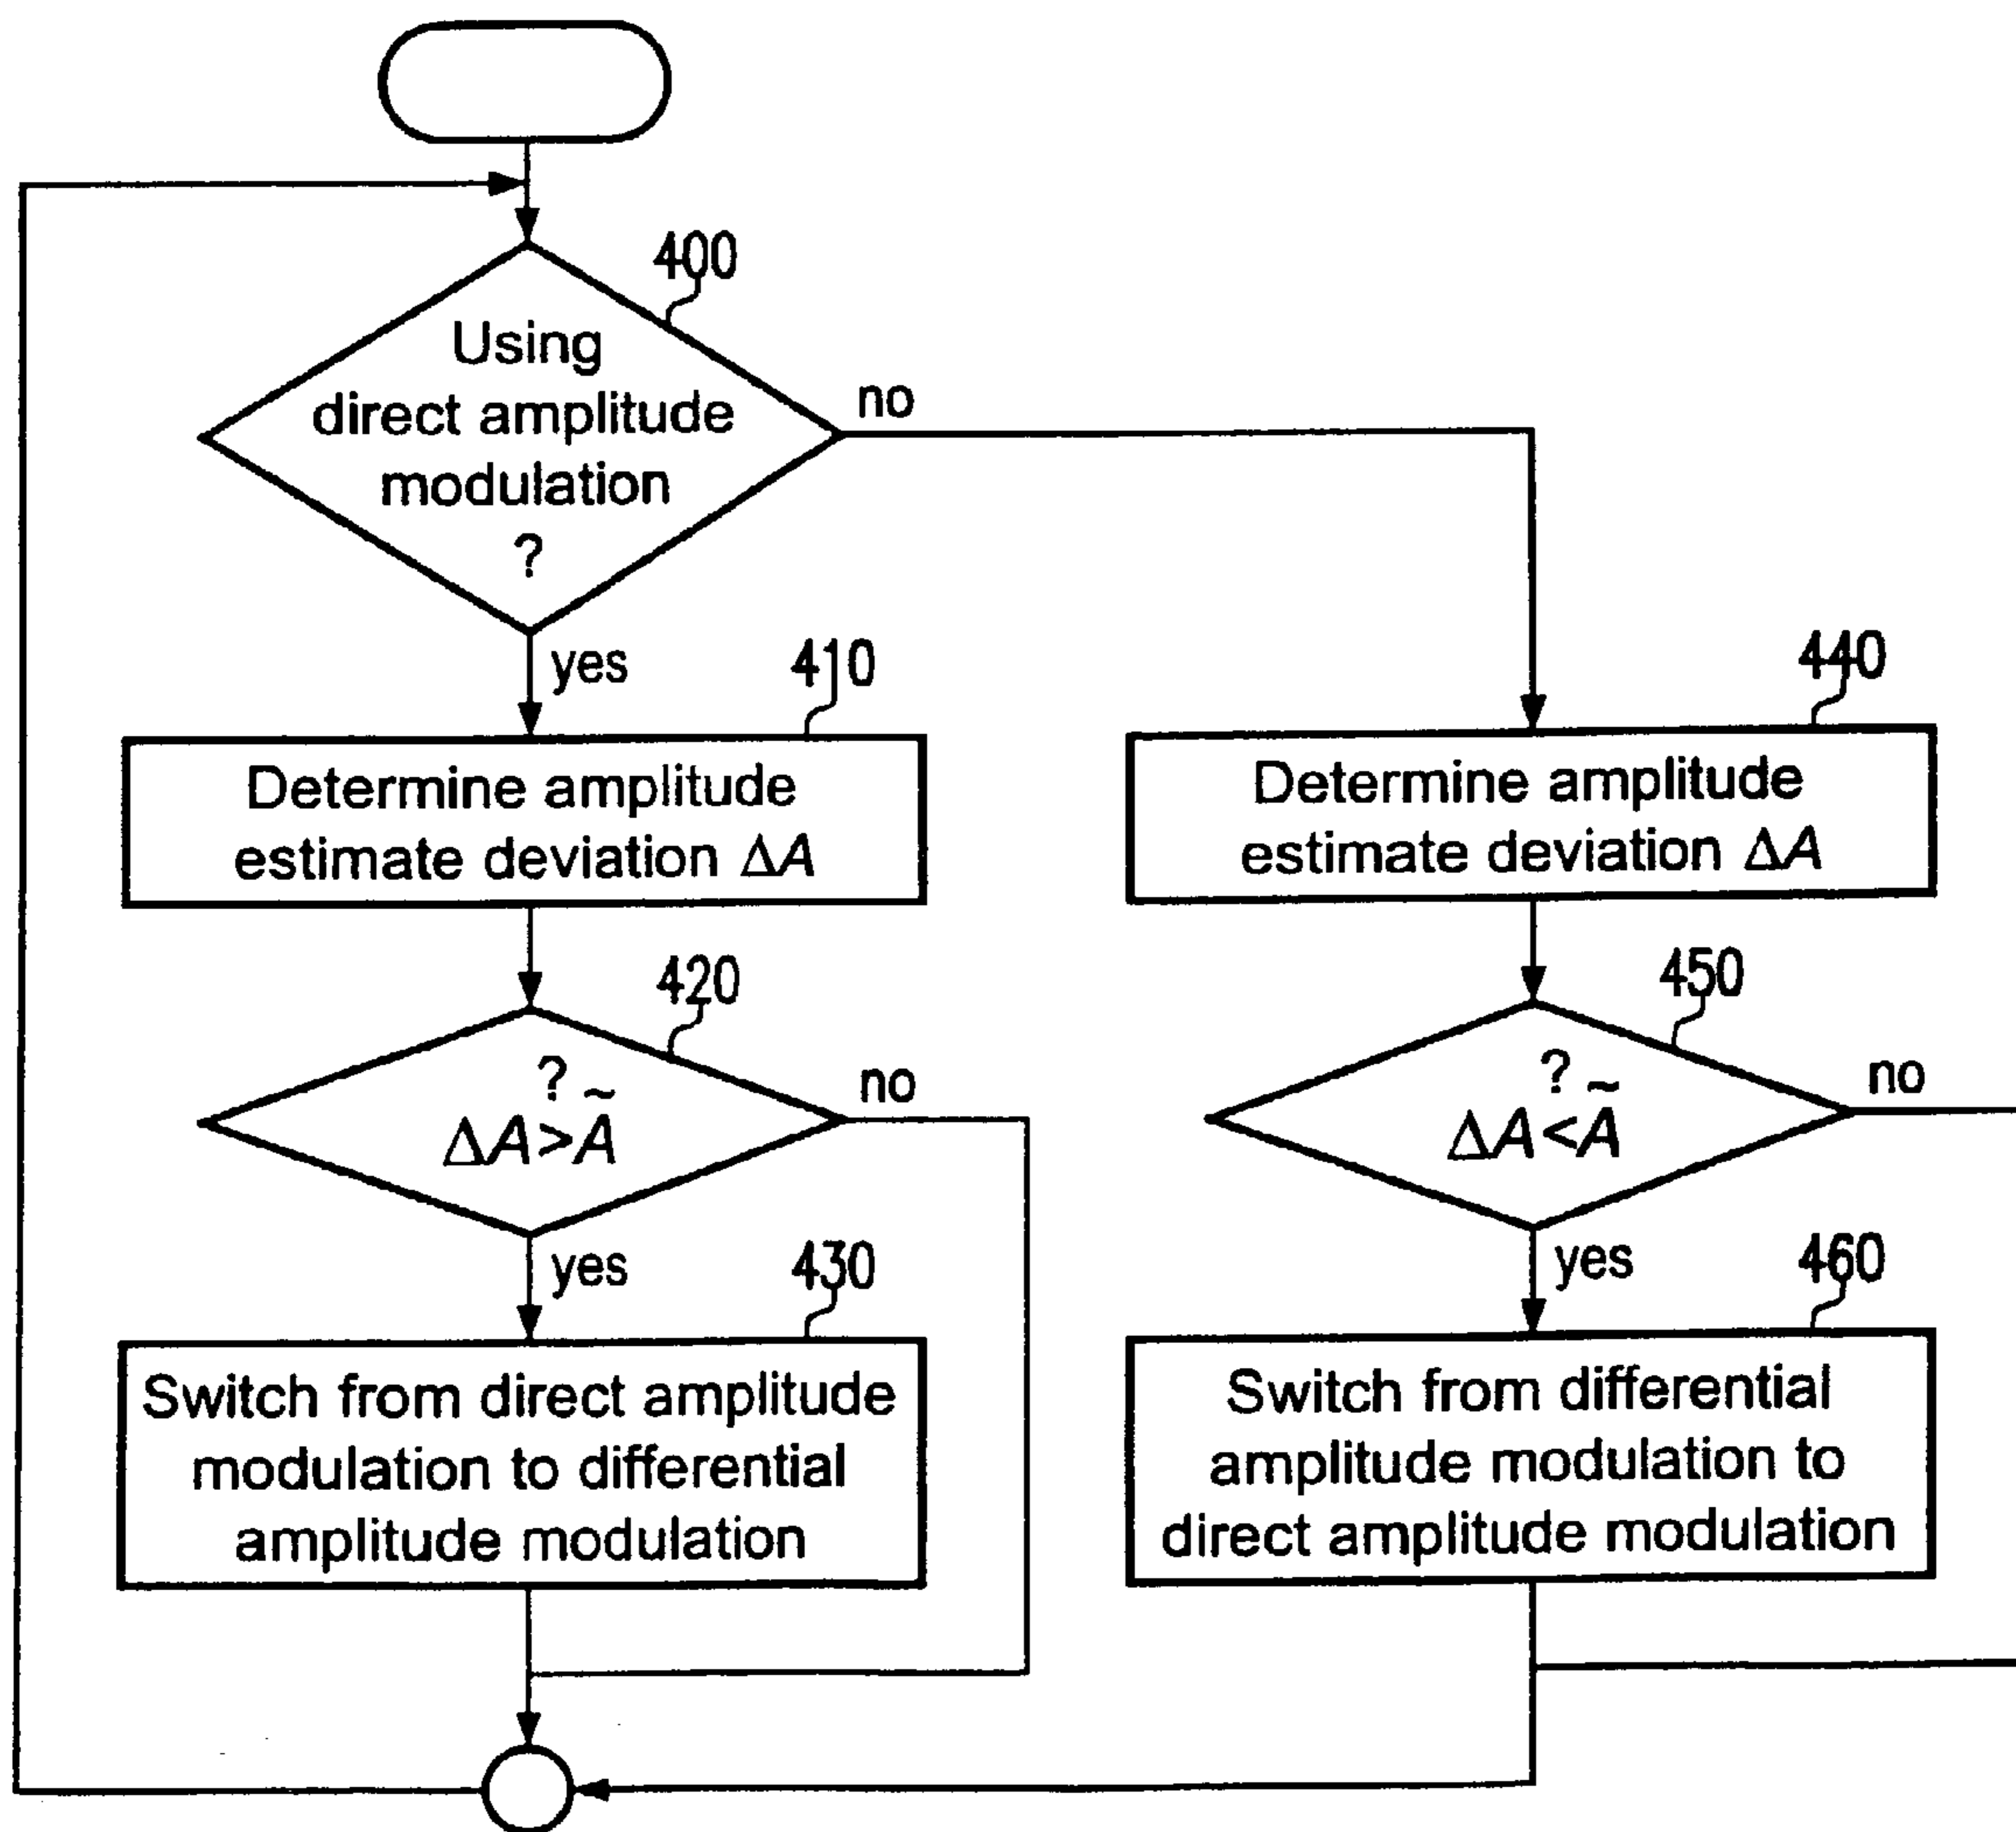 400
Using
direct amplitude
modulation
?
no
yes
410
Determine amplitude
estimate deviation ΔA
420
?
ΔA>Ã
no
yes
430
Switch from direct amplitude
modulation to differential
amplitude modulation
440
Determine amplitude
estimate deviation ΔA
450
?
ΔA<Ã
no
yes
460
Switch from differential
amplitude modulation to
direct amplitude modulation